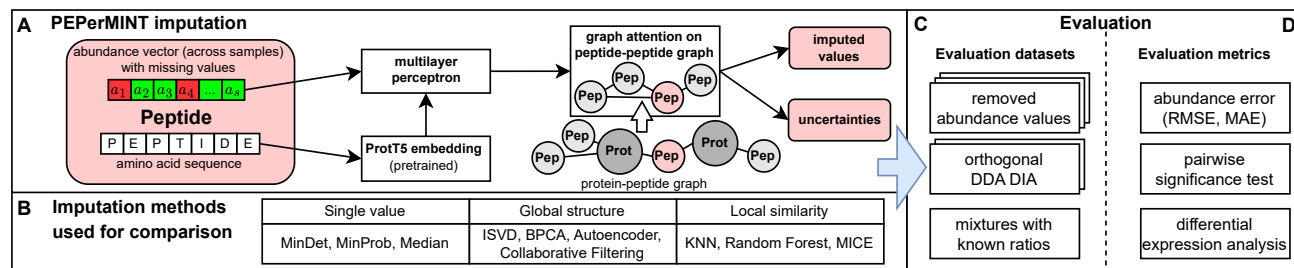 A PEPerMINT imputation
abundance vector (across samples)
with missing values
a1 a2 a3 a4 ... as
Peptide
P E P T I D E
amino acid sequence
multilayer
perceptron
ProtT5 embedding
(pretrained)
graph attention on
peptide-peptide graph
Pep Pep Pep Pep
Pep Pep Prot Pep Prot Pep
protein-peptide graph
imputed
values
uncertainties
B Imputation methods
used for comparison
Single value Global structure Local similarity
MinDet, MinProb, Median
ISVD, BPCA, Autoencoder,
Collaborative Filtering
KNN, Random Forest, MICE
C Evaluation D
Evaluation datasets
removed
abundance values
orthogonal
DDA DIA
mixtures with
known ratios
Evaluation metrics
abundance error
(RMSE, MAE)
pairwise
significance test
differential
expression analysis